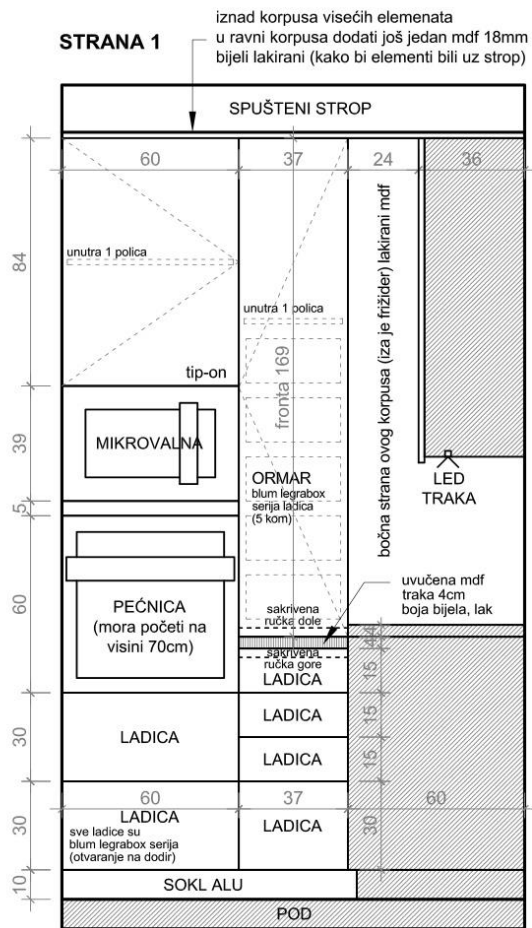 iznad korpusa visećih elemenata
u ravni korpusa dodati još jedan mdf 18mm
bijeli lakirani (kako bi elementi bili uz strop)
STRANA 1
SPUŠTENI STROP
60
37
24
36
84
unutra 1 polica
unutra 1 polica
fronta 169
tip-on
bočna strana ovog korpusa (iza je frižider) lakirani mdf
39
MIKROVALNA
LED
TRAKA
ORMAR
blum legrabox
serija ladica
(5 kom)
5
60
PEĆNICA
(mora početi na
visini 70cm)
uvučena mdf
traka 4cm
boja bijela, lak
sakrivena
ručka dole
4
4
sakrivena
ručka gore
LADICA
15
30
LADICA
LADICA
15
LADICA
15
60
37
60
30
LADICA
sve ladice su
blum legrabox serija
(otvaranje na dodir)
LADICA
30
10
SOKL ALU
POD